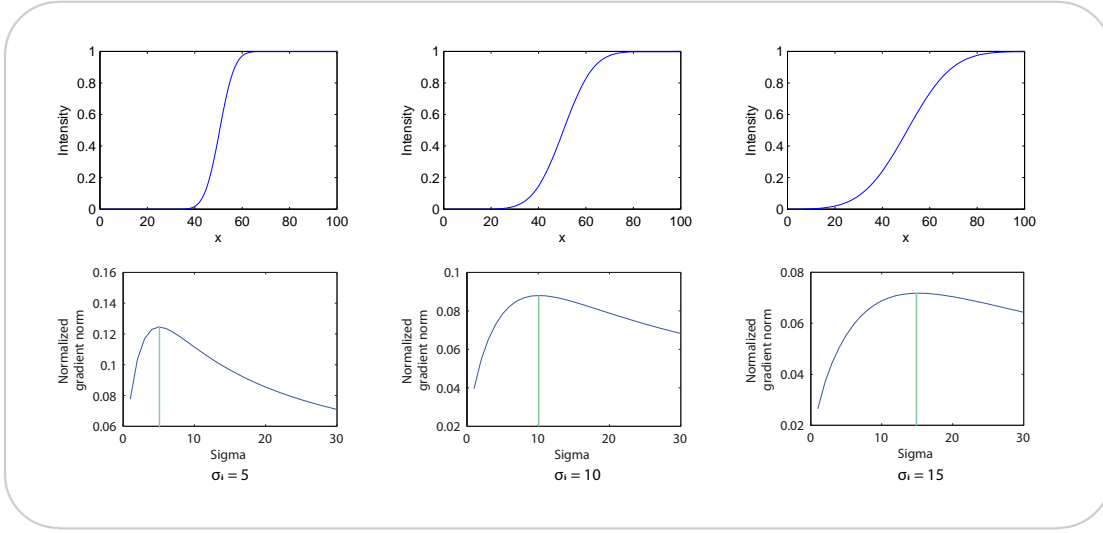 Intensity
1
0.8
0.6
0.4
0.2
0
0 20 40 60 80 100
x
Intensity
1
0.8
0.6
0.4
0.2
0
0 20 40 60 80 100
x
Intensity
1
0.8
0.6
0.4
0.2
0
0 20 40 60 80 100
x
Normalized
gradient norm
0.16
0.14
0.12
0.1
0.08
0.06
0 10 20 30
Sigma
σi = 5
Normalized
gradient norm
0.1
0.08
0.06
0.04
0.02
0 10 20 30
Sigma
σi = 10
Normalized
gradient norm
0.08
0.06
0.04
0.02
0 10 20 30
Sigma
σi = 15